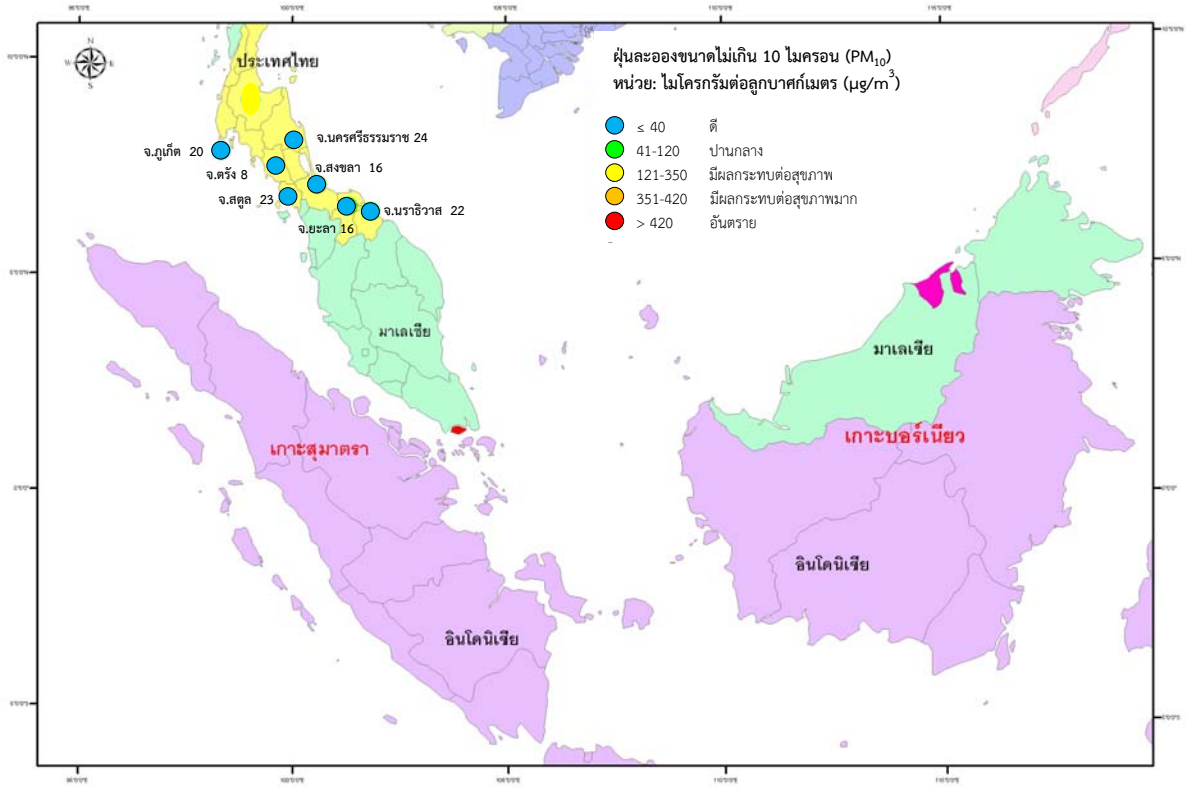 N
W
E
S
ประเทศไทย
ฝุ่นละอองขนาดไม่เกิน 10 ไมครอน (PM₁₀)
หน่วย: ไมโครกรัมต่อลูกบาศก์เมตร (µg/m³)
≤ 40 ดี
41-120 ปานกลาง
121-350 มีผลกระทบต่อสุขภาพ
351-420 มีผลกระทบต่อสุขภาพมาก
> 420 อันตราย
จ.นครศรีธรรมราช 24
จ.ภูเก็ต 20
จ.ตรัง 8
จ.สงขลา 16
จ.สตูล 23
จ.นราธิวาส 22
จ.ยะลา 16
มาเลเซีย
มาเลเซีย
เกาะสุมาตรา
เกาะบอร์เนียว
อินโดนิเซีย
อินโดนิเซีย